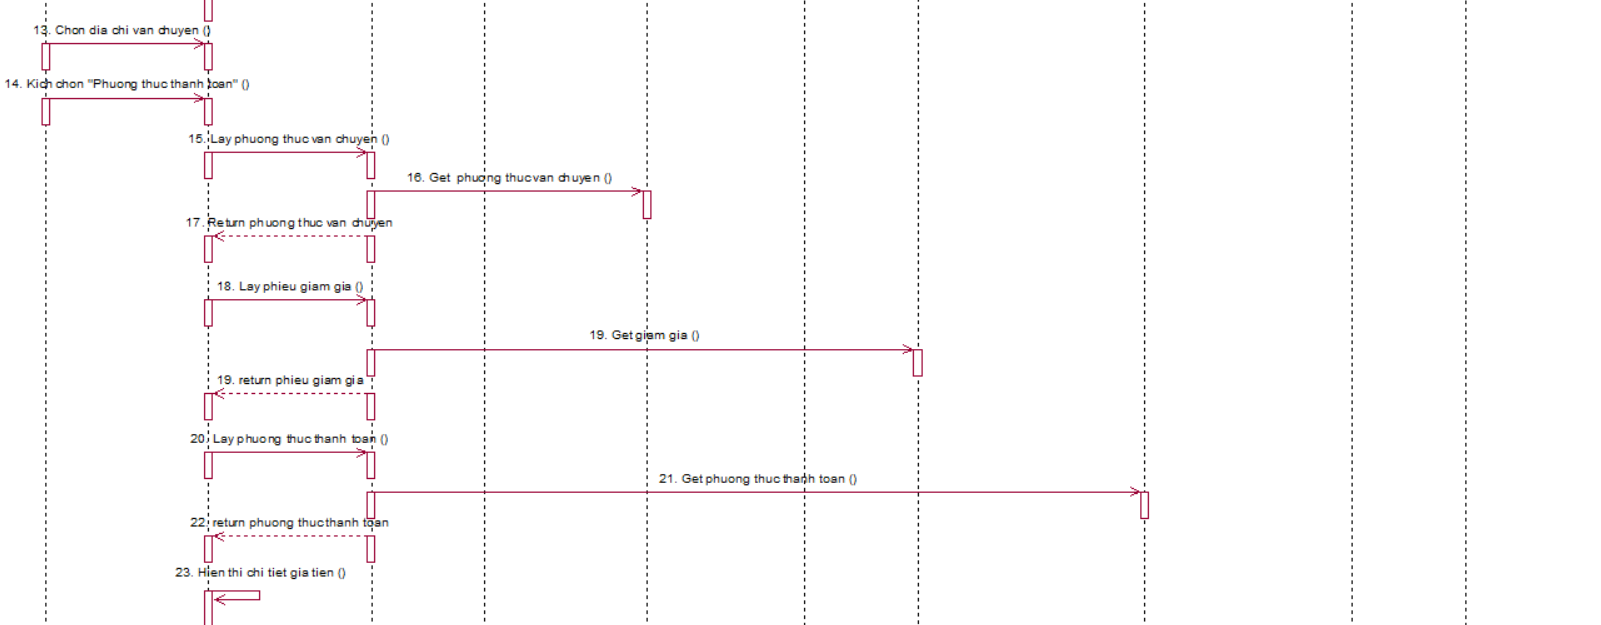 13. Chon dia chi van chuyen ()
14. Kich chon "Phuong thuc thanh toan" ()
15. Lay phuong thuc van chuyen ()
16. Get phuong thuc van chuyen ()
17. Return phuong thuc van chuyen
18. Lay phieu giam gia ()
19. Get giam gia ()
19. return phieu giam gia
20. Lay phuong thuc thanh toan ()
21. Get phuong thuc thanh toan ()
22. return phuong thuc thanh toan
23. Hien thi chi tiet gia tien ()